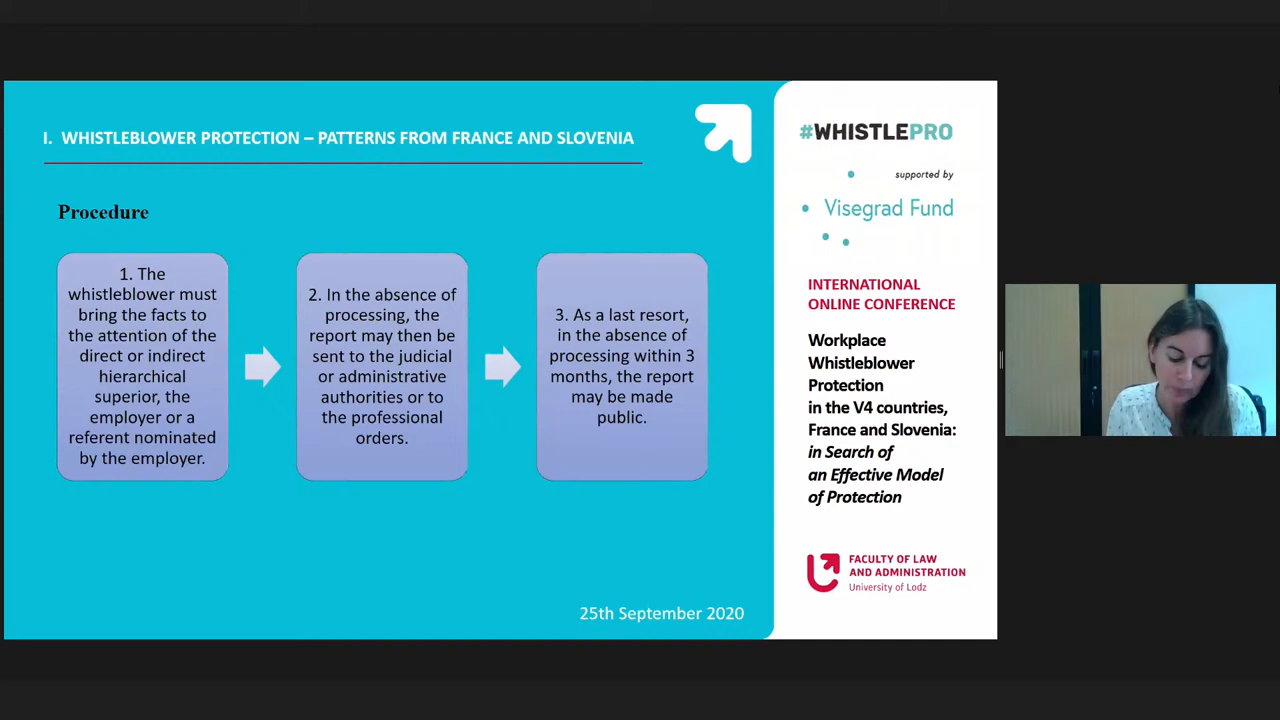 I. WHISTLEBLOWER PROTECTION – PATTERNS FROM FRANCE AND SLOVENIA
Procedure
1. The
whistleblower must
bring the facts to
the attention of the
direct or indirect
hierarchical
superior, the
employer or a
referent nominated
by the employer.
2. In the absence of
processing, the
report may then be
sent to the judicial
or administrative
authorities or to
the professional
orders.
3. As a last resort,
in the absence of
processing within 3
months, the report
may be made
public.
25th September 2020
#WHISTLEPRO
supported by
Visegrad Fund
INTERNATIONAL
ONLINE CONFERENCE
Workplace
Whistleblower
Protection
in the V4 countries,
France and Slovenia:
in Search of
an Effective Model
of Protection
FACULTY OF LAW
AND ADMINISTRATION
University of Lodz